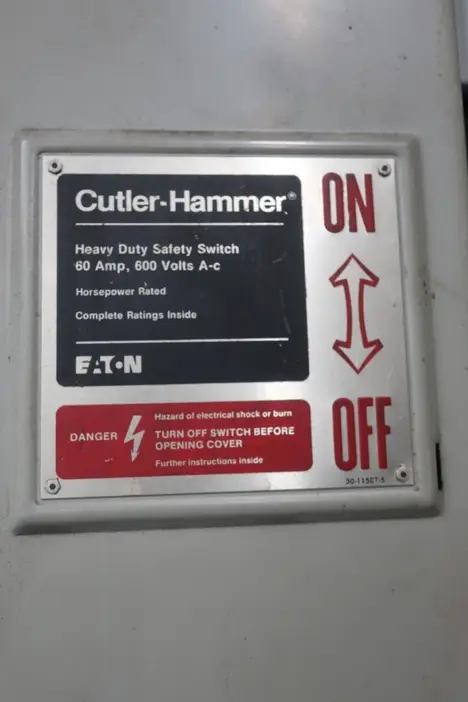 Cutler-Hammer®
Heavy Duty Safety Switch
60 Amp, 600 Volts A-c
Horsepower Rated
Complete Ratings Inside
EATON
ON
OFF
DANGER
Hazard of electrical shock or burn
TURN OFF SWITCH BEFORE
OPENING COVER
Further instructions inside
30-11527-5